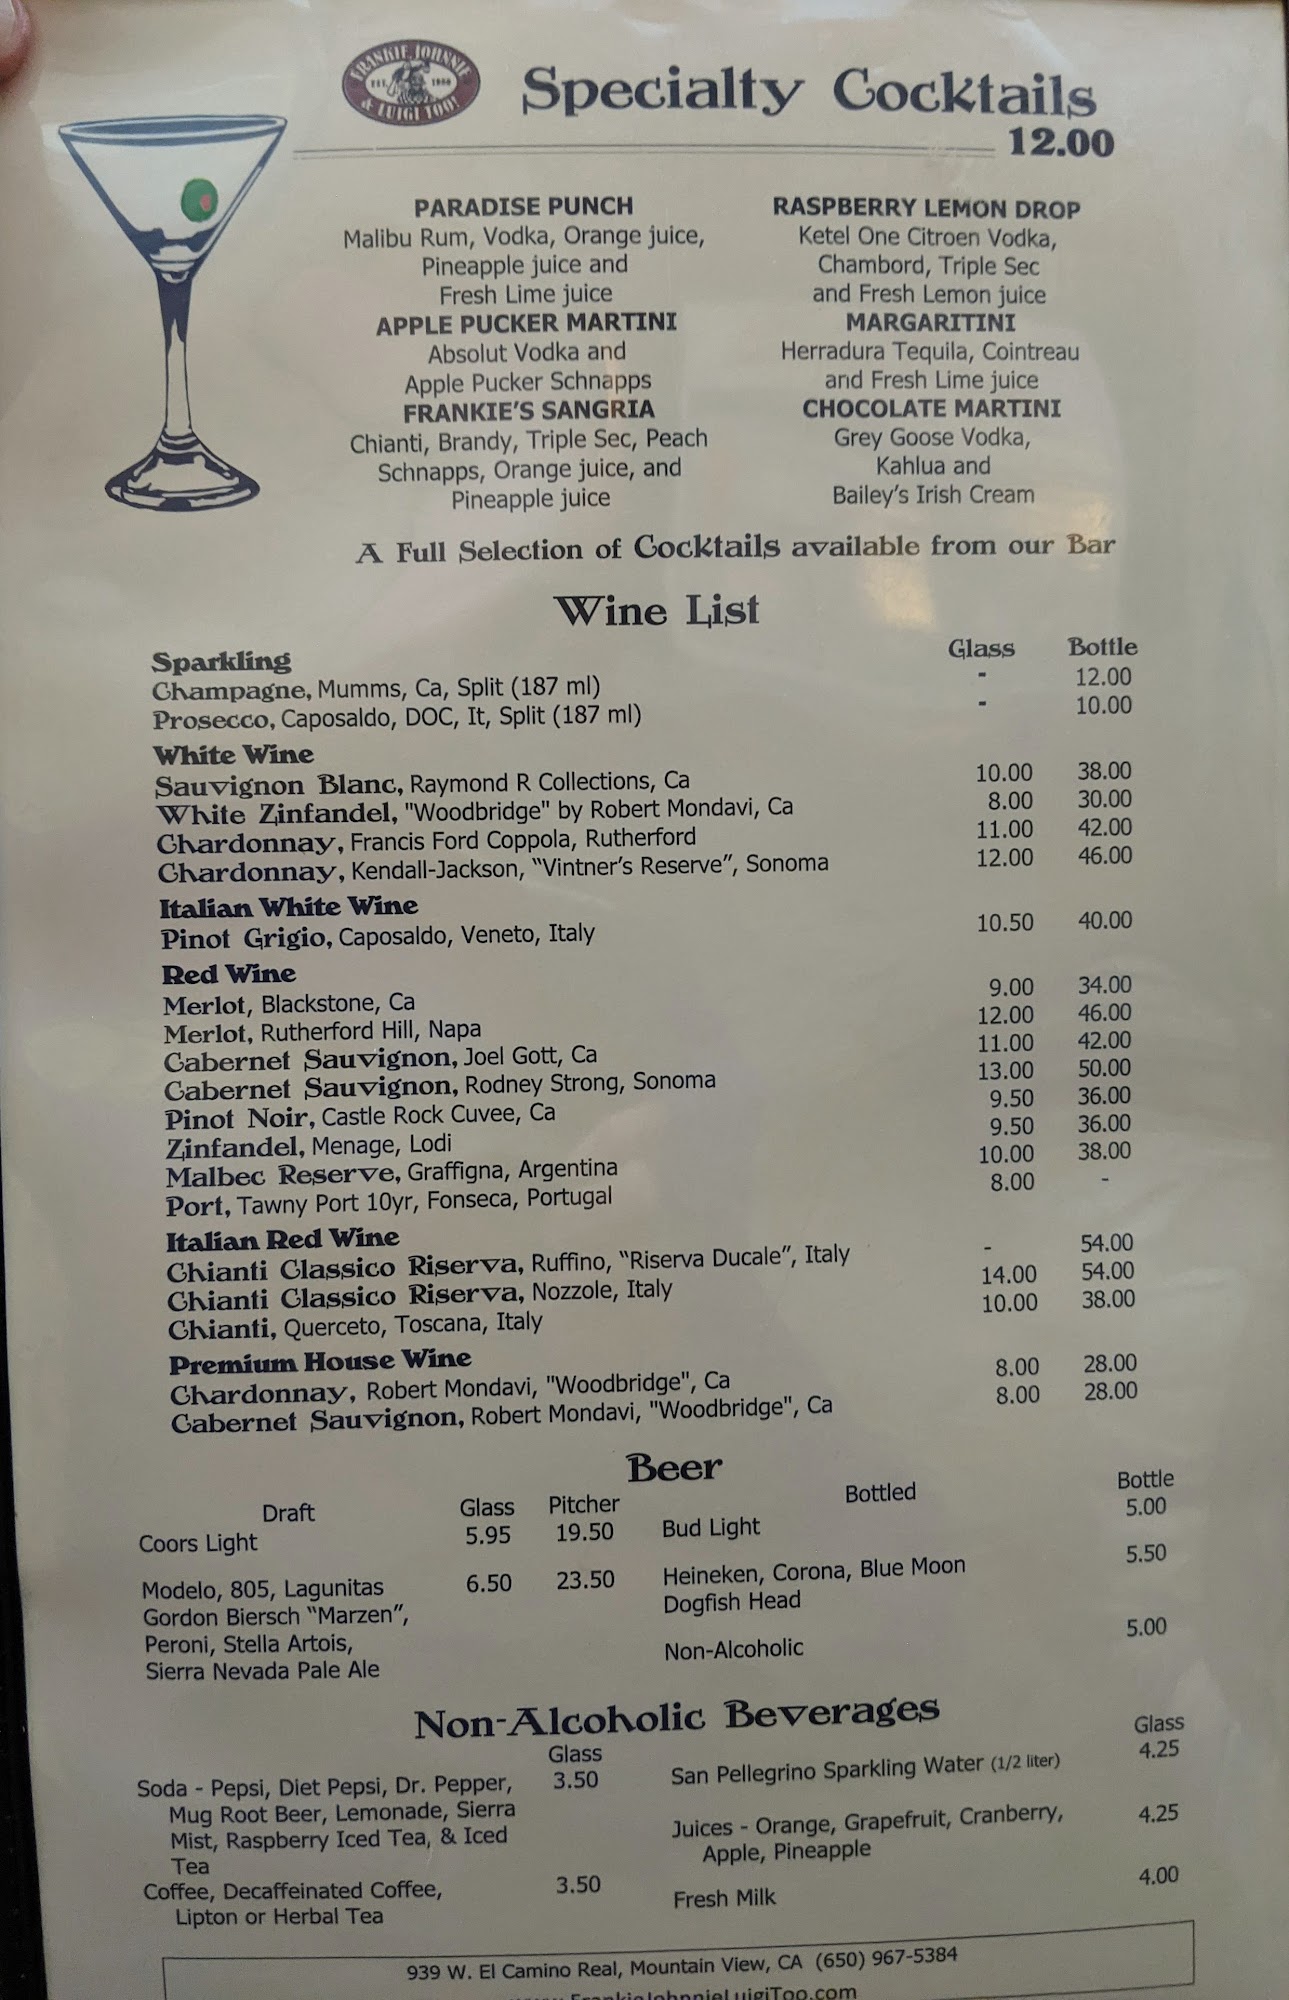 FRANKIE, JOHNNIE
& LUIGI TOO!
Specialty Cocktails
12.00
PARADISE PUNCH
Malibu Rum, Vodka, Orange juice,
Pineapple juice and
Fresh Lime juice
APPLE PUCKER MARTINI
Absolut Vodka and
Apple Pucker Schnapps
FRANKIE'S SANGRIA
Chianti, Brandy, Triple Sec, Peach
Schnapps, Orange juice, and
Pineapple juice
RASPBERRY LEMON DROP
Ketel One Citroen Vodka,
Chambord, Triple Sec
and Fresh Lemon juice
MARGARITINI
Herradura Tequila, Cointreau
and Fresh Lime juice
CHOCOLATE MARTINI
Grey Goose Vodka,
Kahlua and
Bailey's Irish Cream
A Full Selection of Cocktails available from our Bar
Wine List
Sparkling Glass Bottle
Champagne, Mumms, Ca, Split (187 ml) - 12.00
Prosecco, Caposaldo, DOC, It, Split (187 ml) - 10.00
White Wine
Sauvignon Blanc, Raymond R Collections, Ca 10.00 38.00
White Zinfandel, "Woodbridge" by Robert Mondavi, Ca 8.00 30.00
Chardonnay, Francis Ford Coppola, Rutherford 11.00 42.00
Chardonnay, Kendall-Jackson, "Vintner's Reserve", Sonoma 12.00 46.00
Italian White Wine
Pinot Grigio, Caposaldo, Veneto, Italy 10.50 40.00
Red Wine
Merlot, Blackstone, Ca 9.00 34.00
Merlot, Rutherford Hill, Napa 12.00 46.00
Cabernet Sauvignon, Joel Gott, Ca 11.00 42.00
Cabernet Sauvignon, Rodney Strong, Sonoma 13.00 50.00
Pinot Noir, Castle Rock Cuvee, Ca 9.50 36.00
Zinfandel, Menage, Lodi 9.50 36.00
Malbec Reserve, Graffigna, Argentina 10.00 38.00
Port, Tawny Port 10yr, Fonseca, Portugal 8.00 -
Italian Red Wine
Chianti Classico Riserva, Ruffino, "Riserva Ducale", Italy - 54.00
Chianti Classico Riserva, Nozzole, Italy 14.00 54.00
Chianti, Querceto, Toscana, Italy 10.00 38.00
Premium House Wine
Chardonnay, Robert Mondavi, "Woodbridge", Ca 8.00 28.00
Cabernet Sauvignon, Robert Mondavi, "Woodbridge", Ca 8.00 28.00
Beer
Draft Glass Pitcher
Coors Light 5.95 19.50
Modelo, 805, Lagunitas 6.50 23.50
Gordon Biersch "Marzen",
Peroni, Stella Artois,
Sierra Nevada Pale Ale
Bottled Bottle
Bud Light 5.00
Heineken, Corona, Blue Moon 5.50
Dogfish Head
Non-Alcoholic 5.00
Non-Alcoholic Beverages
Glass
Soda - Pepsi, Diet Pepsi, Dr. Pepper, 3.50
Mug Root Beer, Lemonade, Sierra
Mist, Raspberry Iced Tea, & Iced
Tea
Coffee, Decaffeinated Coffee, 3.50
Lipton or Herbal Tea
Glass
San Pellegrino Sparkling Water (1/2 liter) 4.25
Juices - Orange, Grapefruit, Cranberry, 4.25
Apple, Pineapple
Fresh Milk 4.00
939 W. El Camino Real, Mountain View, CA (650) 967-5384
FrankieJohnnieLuigiToo.com